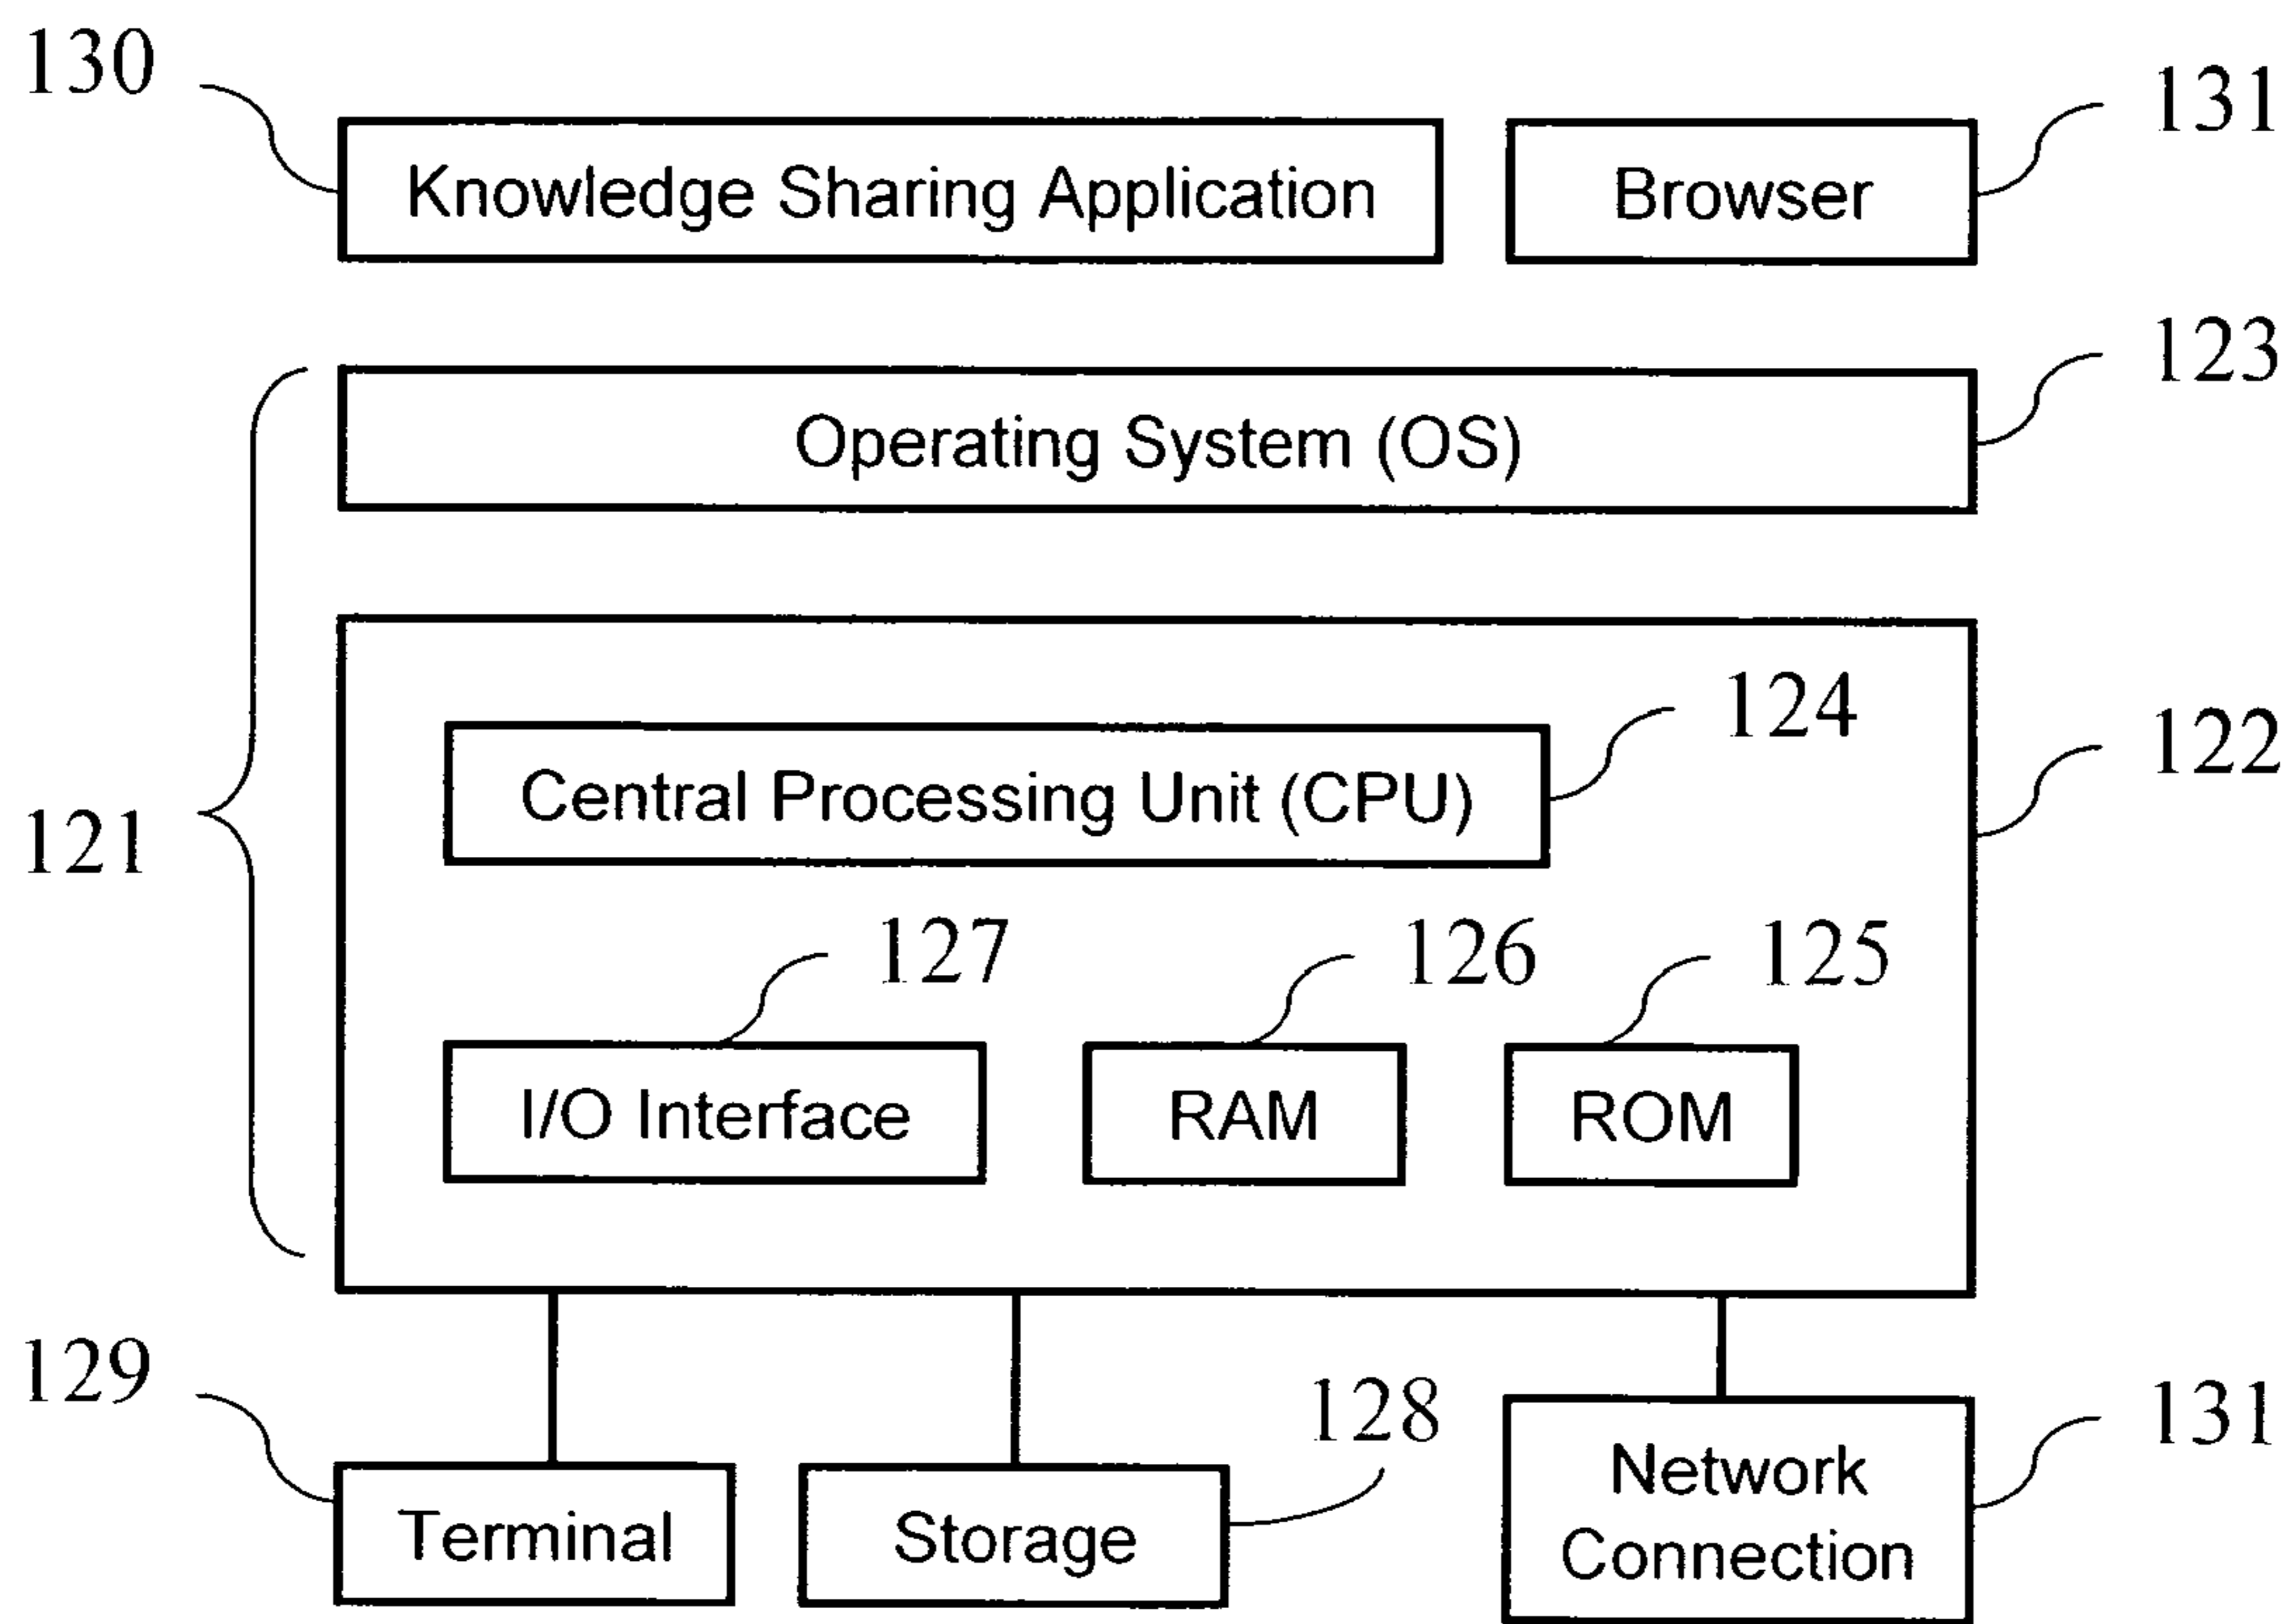 130
Knowledge Sharing Application
Browser
131
Operating System (OS)
123
121
122
Central Processing Unit (CPU)
124
127
126
125
I/O Interface
RAM
ROM
129
Terminal
Storage
128
Network
Connection
131